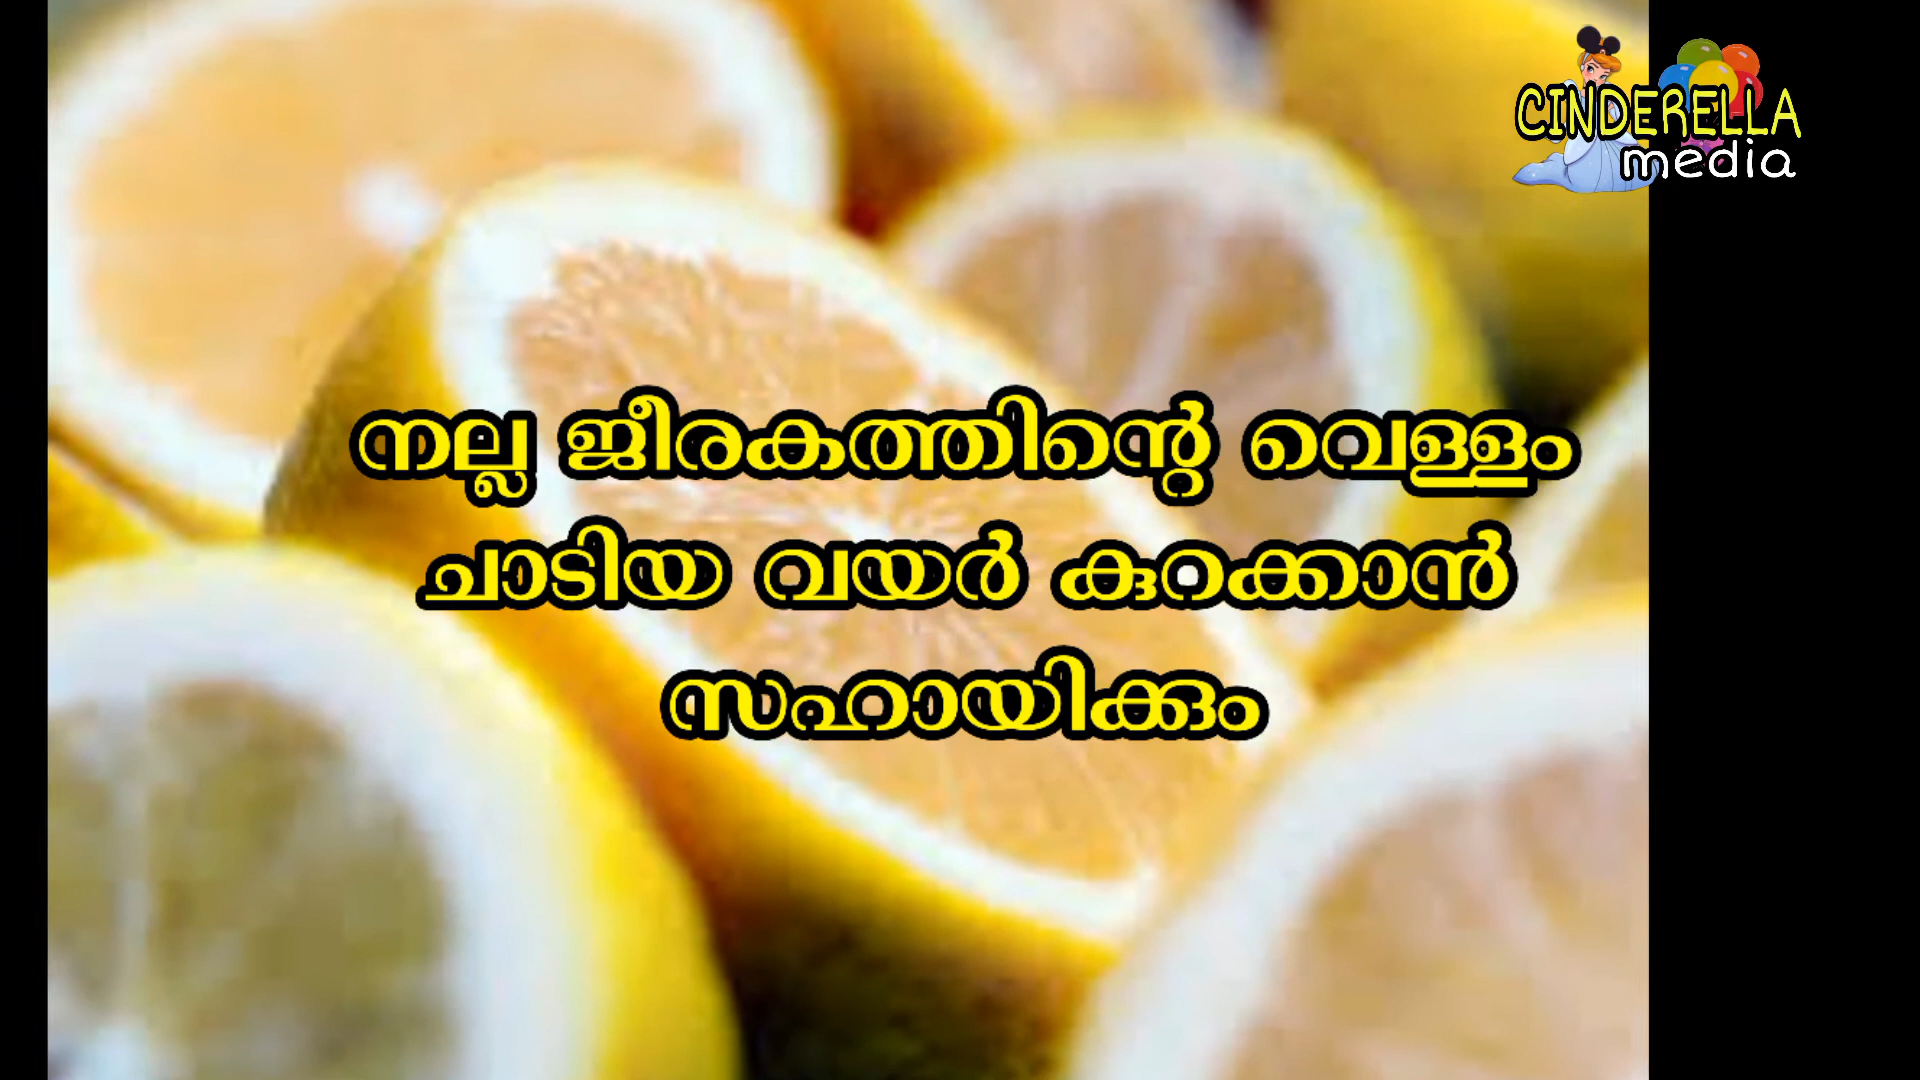 CINDERELLA
media
നല്ല ജീരകത്തിന്റെ വെള്ളം
ചാടിയ വയർ കുറക്കാൻ
സഹായിക്കും